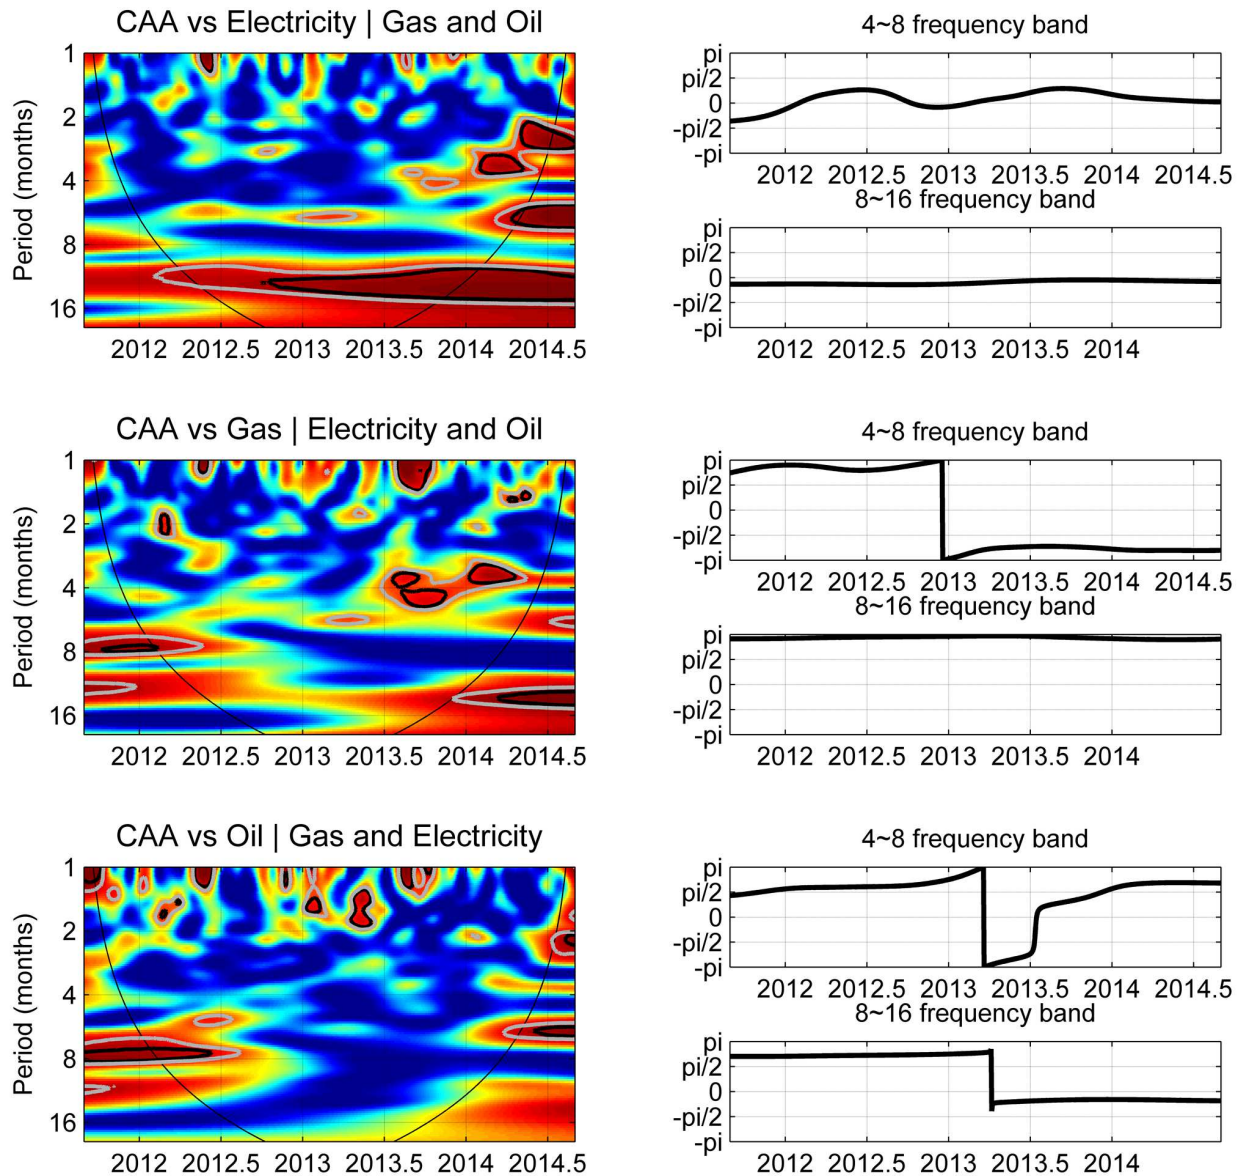 CAA vs Electricity | Gas and Oil
Period (months)
1
2
4
8
16
2012 2012.5 2013 2013.5 2014 2014.5
4~8 frequency band
pi
pi/2
0
-pi/2
-pi
2012 2012.5 2013 2013.5 2014 2014.5
8~16 frequency band
pi
pi/2
0
-pi/2
-pi
2012 2012.5 2013 2013.5 2014
CAA vs Gas | Electricity and Oil
Period (months)
1
2
4
8
16
2012 2012.5 2013 2013.5 2014 2014.5
4~8 frequency band
pi
pi/2
0
-pi/2
-pi
2012 2012.5 2013 2013.5 2014 2014.5
8~16 frequency band
pi
pi/2
0
-pi/2
-pi
2012 2012.5 2013 2013.5 2014
CAA vs Oil | Gas and Electricity
Period (months)
1
2
4
8
16
2012 2012.5 2013 2013.5 2014 2014.5
4~8 frequency band
pi
pi/2
0
-pi/2
-pi
2012 2012.5 2013 2013.5 2014 2014.5
8~16 frequency band
pi
pi/2
0
-pi/2
-pi
2012 2012.5 2013 2013.5 2014